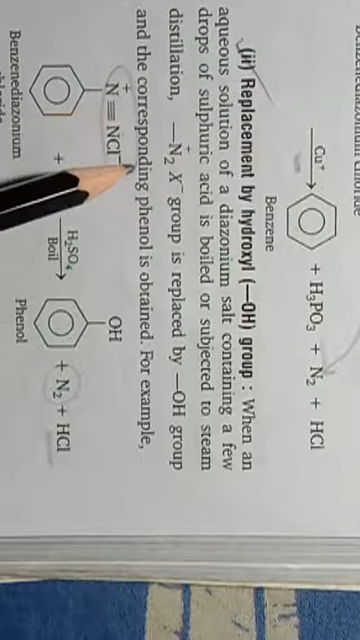 Cu⁺ + H₃PO₃ + N₂ + HCl
Benzene
(ii) Replacement by hydroxyl (—OH) group : When an
aqueous solution of a diazonium salt containing a few
drops of sulphuric acid is boiled or subjected to steam
distillation, —N₂⁺X⁻ group is replaced by —OH group
and the corresponding phenol is obtained. For example,
N⁺ ≡ NCl⁻ OH
+ H₂SO₄ + N₂ + HCl
Boil
Benzenediazonium Phenol